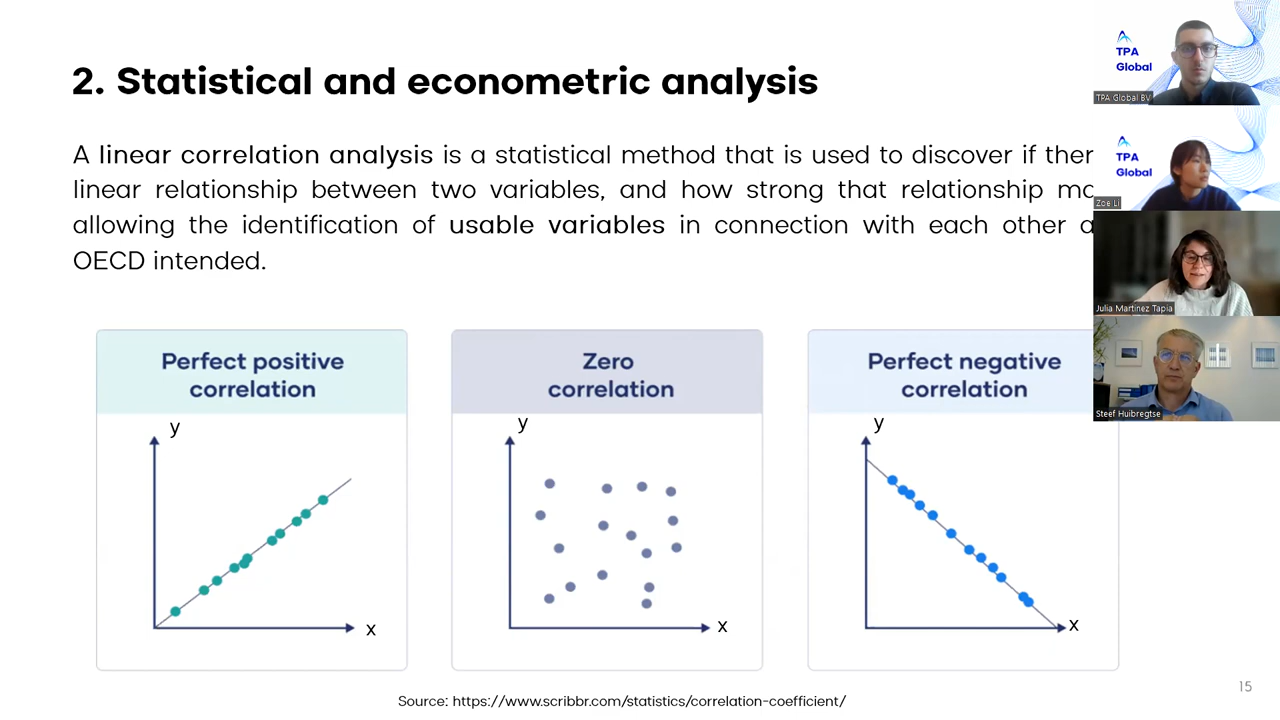 2. Statistical and econometric analysis
A linear correlation analysis is a statistical method that is used to discover if ther
linear relationship between two variables, and how strong that relationship
allowing the identification of usable variables in connection with each other
OECD intended.
Perfect positive
correlation
y
x
Zero
correlation
y
x
Perfect negative
correlation
y
x
Source: https://www.scribbr.com/statistics/correlation-coefficient/
15
TPA
Global
TPA Global BV
TPA
Global
Zoe Li
Julia Martinez Tapia
Steef Huibregtse